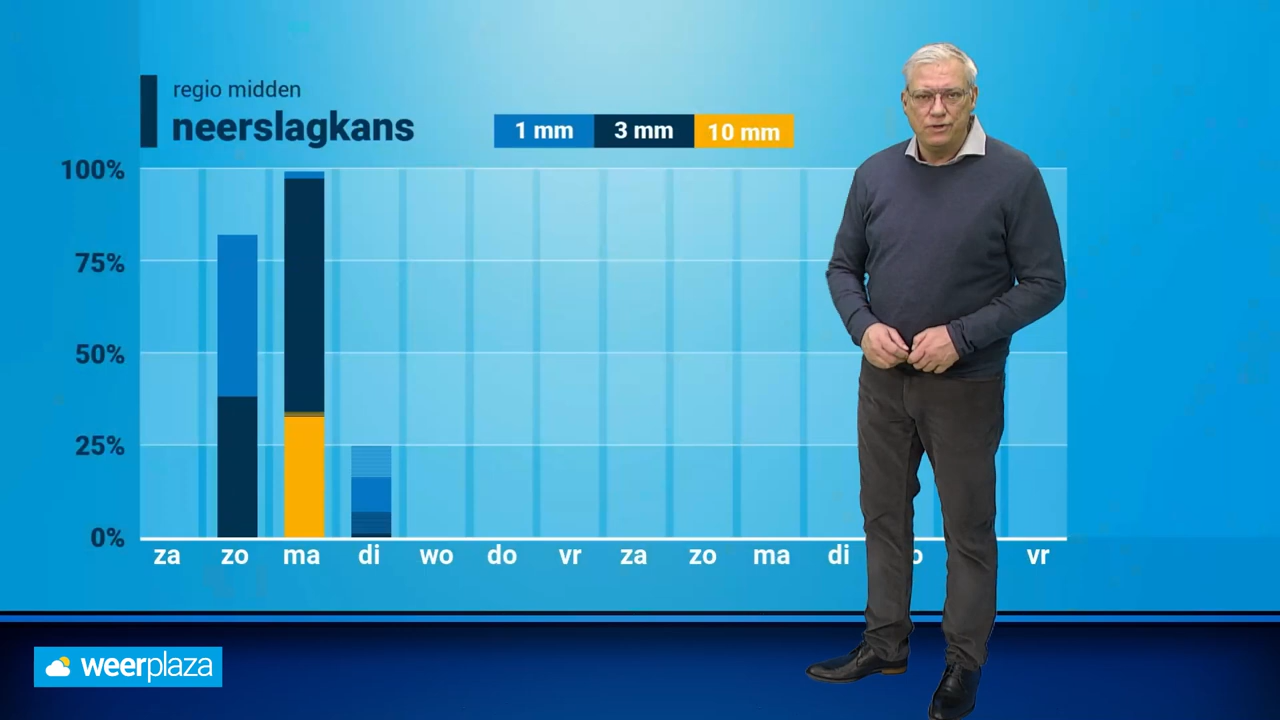 regio midden
neerslagkans
1 mm 3 mm 10 mm
100%
75%
50%
25%
0%
za zo ma di wo do vr za zo ma di vr
weerplaza